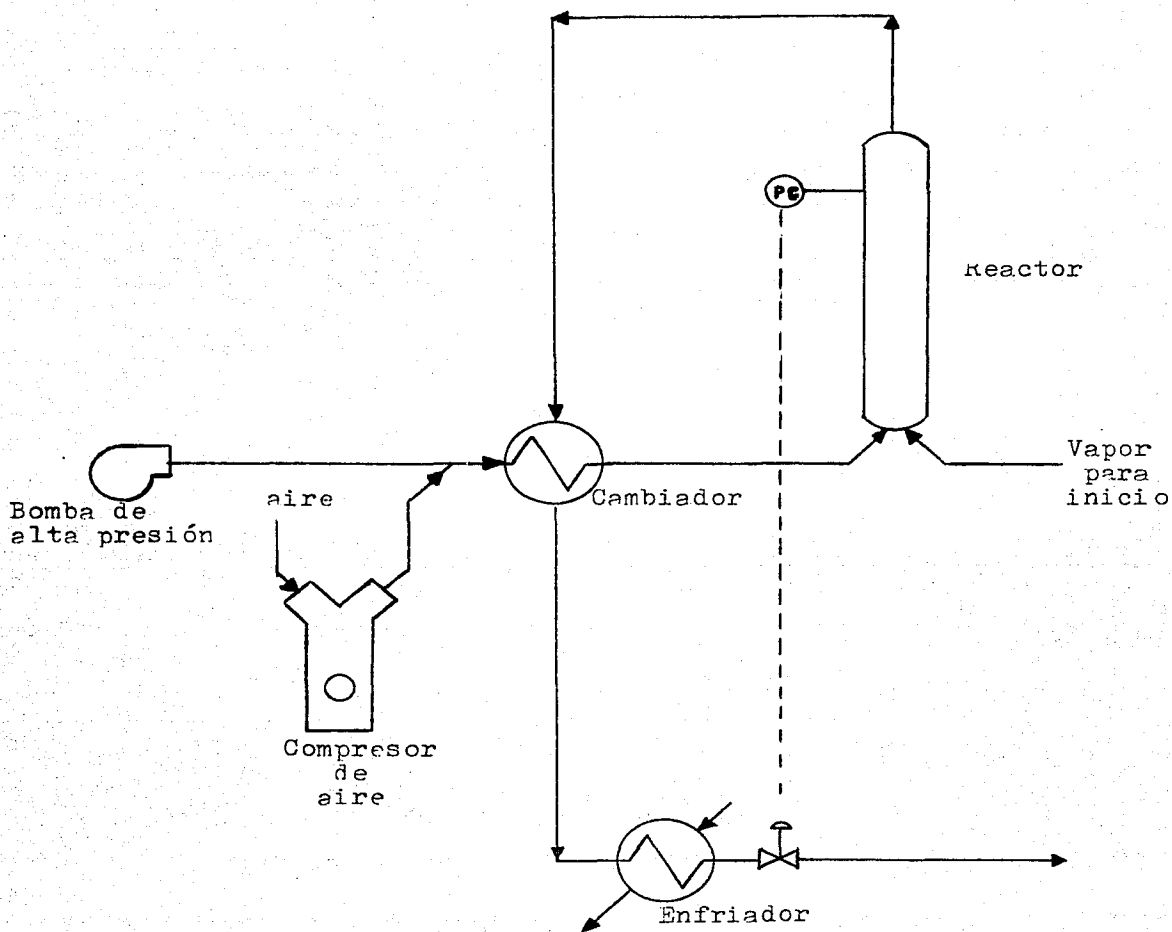 PC
Reactor
Vapor
para
inicio
Cambiador
aire
Bomba de
alta presión
Compresor
de
aire
Enfriador